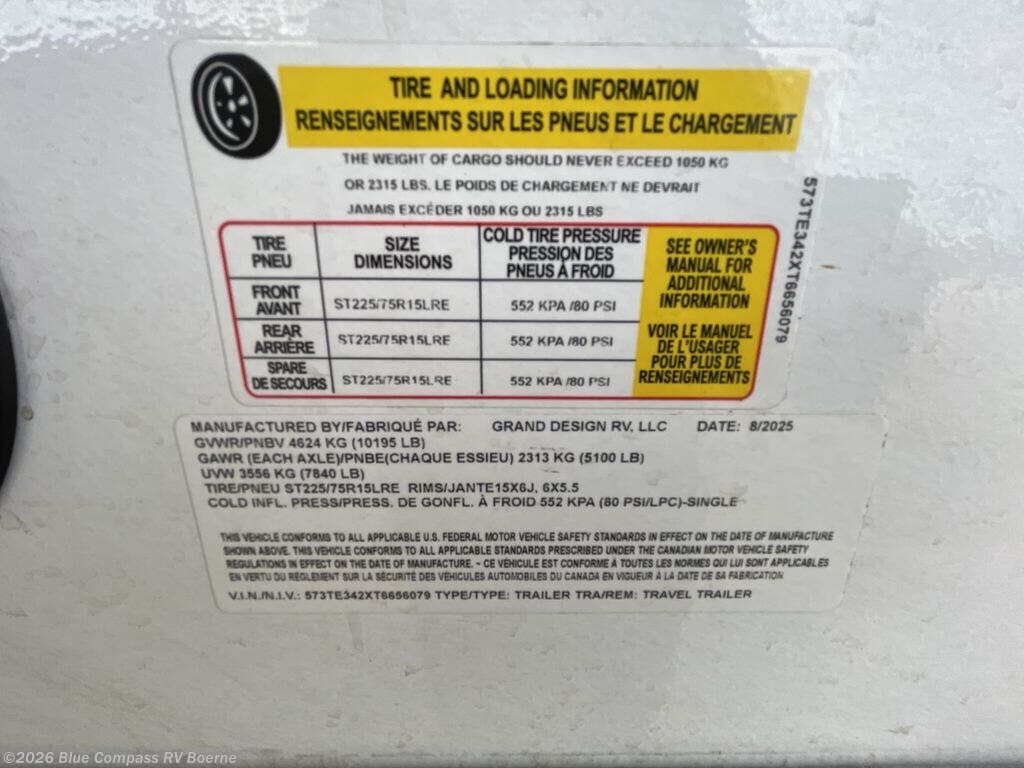 TIRE AND LOADING INFORMATION
RENSEIGNEMENTS SUR LES PNEUS ET LE CHARGEMENT
THE WEIGHT OF CARGO SHOULD NEVER EXCEED 1050 KG
OR 2315 LBS. LE POIDS DE CHARGEMENT NE DEVRAIT
JAMAIS EXCÉDER 1050 KG OU 2315 LBS
TIRE
PNEU
SIZE
DIMENSIONS
COLD TIRE PRESSURE
PRESSION DES
PNEUS À FROID
FRONT
AVANT
ST225/75R15LRE
552 KPA /80 PSI
REAR
ARRIÈRE
ST225/75R15LRE
552 KPA /80 PSI
SPARE
DE SECOURS
ST225/75R15LRE
552 KPA /80 PSI
SEE OWNER'S
MANUAL FOR
ADDITIONAL
INFORMATION
VOIR LE MANUEL
DE L'USAGER
POUR PLUS DE
RENSEIGNEMENTS
573TE342XT6656079
MANUFACTURED BY/FABRIQUÉ PAR: GRAND DESIGN RV, LLC DATE: 8/2025
GVWR/PNBV 4624 KG (10195 LB)
GAWR (EACH AXLE)/PNBE(CHAQUE ESSIEU) 2313 KG (5100 LB)
UVW 3556 KG (7840 LB)
TIRE/PNEU ST225/75R15LRE RIMS/JANTE15X6J, 6X5.5
COLD INFL. PRESS/PRESS. DE GONFL. À FROID 552 KPA (80 PSI/LPC)-SINGLE
THIS VEHICLE CONFORMS TO ALL APPLICABLE U.S. FEDERAL MOTOR VEHICLE SAFETY STANDARDS IN EFFECT ON THE DATE OF MANUFACTURE
SHOWN ABOVE. THIS VEHICLE CONFORMS TO ALL APPLICABLE STANDARDS PRESCRIBED UNDER THE CANADIAN MOTOR VEHICLE SAFETY
REGULATIONS IN EFFECT ON THE DATE OF MANUFACTURE. - CE VÉHICULE EST CONFORME À TOUTES LES NORMES QUI LUI SONT APPLICABLES
EN VERTU DU RÈGLEMENT SUR LA SÉCURITÉ DES VÉHICULES AUTOMOBILES DU CANADA EN VIGUEUR À LA DATE DE SA FABRICATION
V.I.N./N.I.V.: 573TE342XT6656079 TYPE/TYPE: TRAILER TRA/REM: TRAVEL TRAILER
©2026 Blue Compass RV Boerne